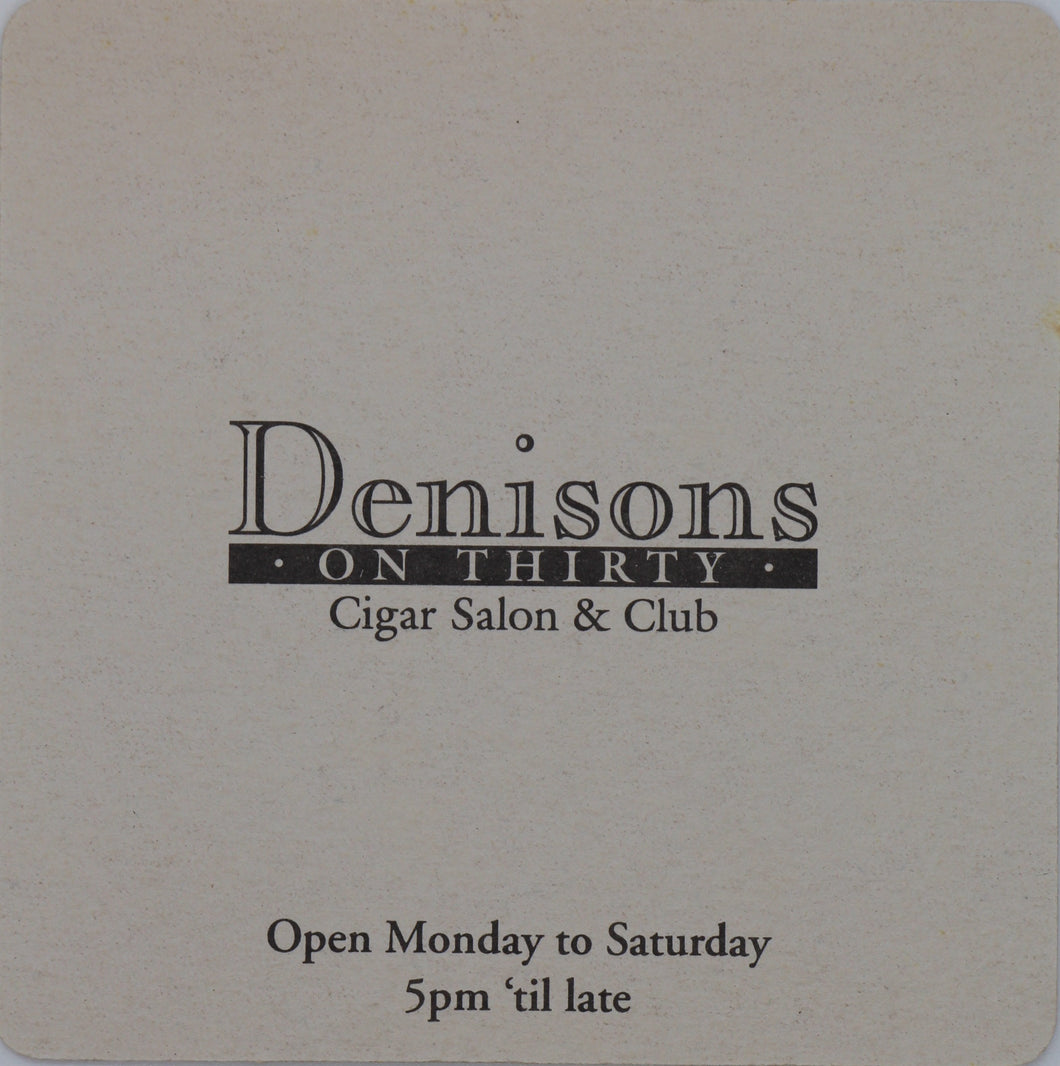 Denisons
· ON THIRTY ·
Cigar Salon & Club
Open Monday to Saturday
5pm ‘til late